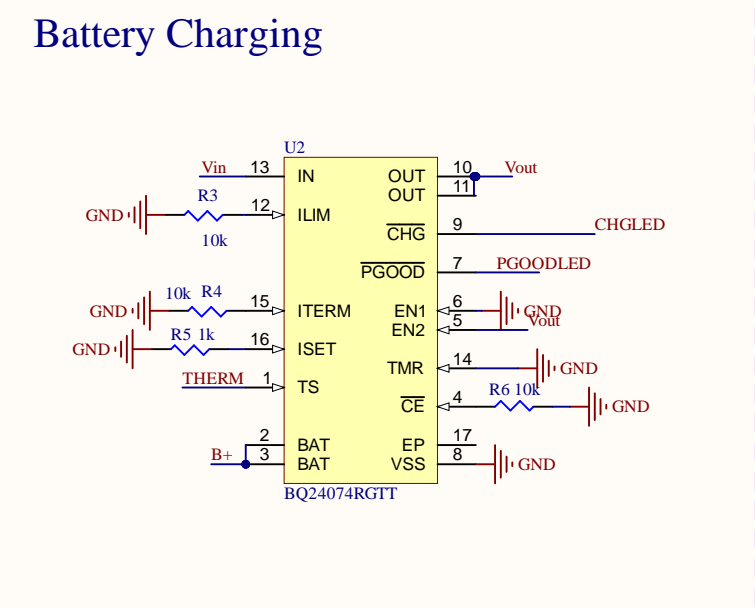 Battery Charging
U2
Vin 13 IN OUT 10 Vout
OUT 11
R3
GND 12 ILIM CHG 9 CHGLED
10k
PGOOD 7 PGOODLED
10k R4
GND 15 ITERM EN1 6 GND
EN2 5 Vout
R5 1k
GND 16 ISET
TMR 14 GND
THERM 1 TS
R6 10k
CE 4 GND
2 BAT EP 17
B+ 3 BAT VSS 8 GND
BQ24074RGTT